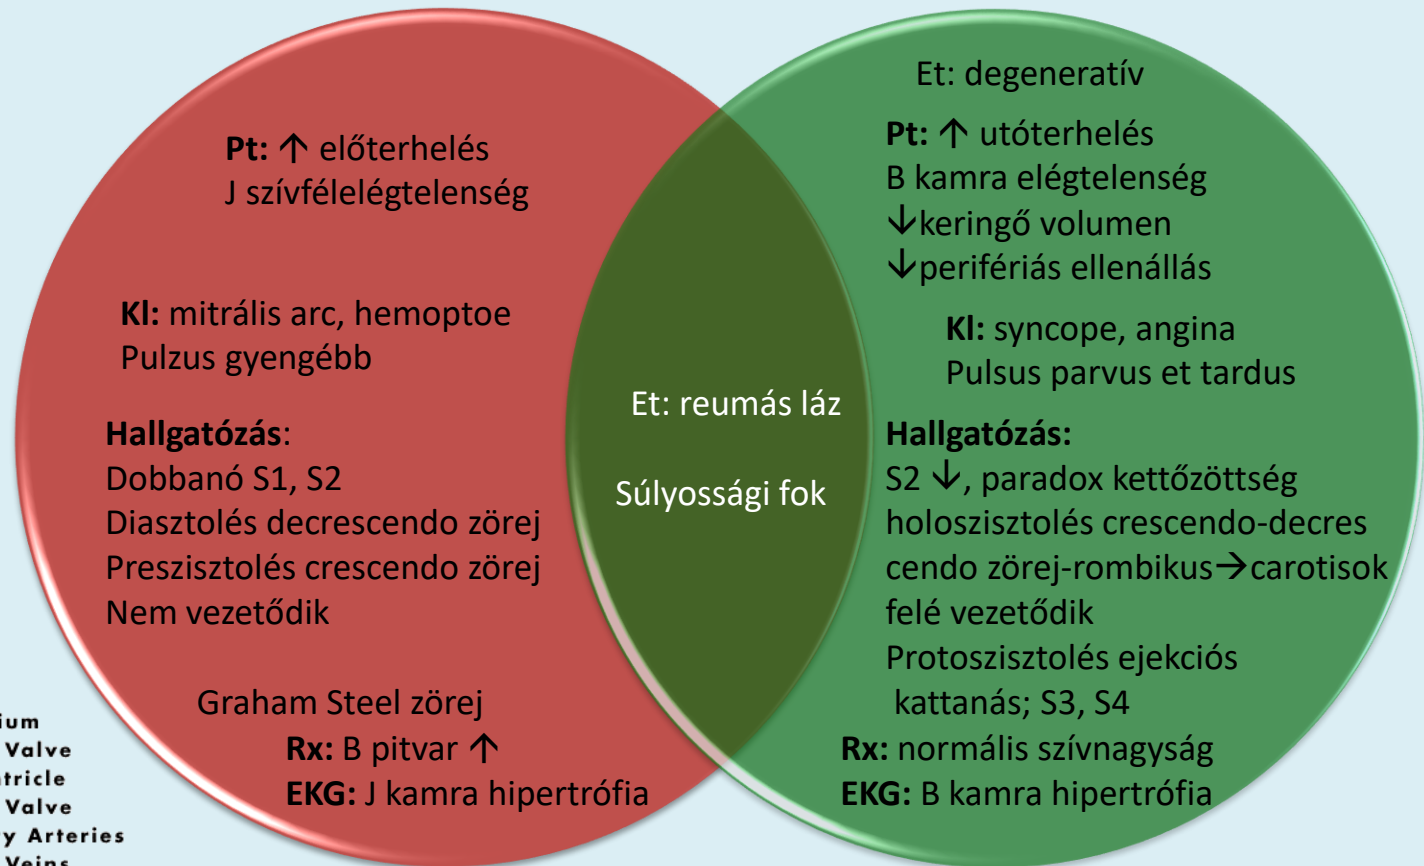 Pt: ↑ előterhelés
J szívfélelégtelenség
Kl: mitrális arc, hemoptoe
Pulzus gyengébb
Hallgatózás:
Dobbanó S1, S2
Diasztolés decrescendo zörej
Preszisztolés crescendo zörej
Nem vezetődik
Graham Steel zörej
Rx: B pitvar ↑
EKG: J kamra hipertrófia
Et: reumás láz
Súlyossági fok
Et: degeneratív
Pt: ↑ utóterhelés
B kamra elégtelenség
↓keringő volumen
↓perifériás ellenállás
Kl: syncope, angina
Pulsus parvus et tardus
Hallgatózás:
S2 ↓, paradox kettőzöttség
holoszisztolés crescendo-decres
cendo zörej-rombikus→carotisok
felé vezetődik
Protoszisztolés ejekciós
kattanás; S3, S4
Rx: normális szívnagyság
EKG: B kamra hipertrófia
ium
Valve
tricle
Valve
y Arteries
Veins